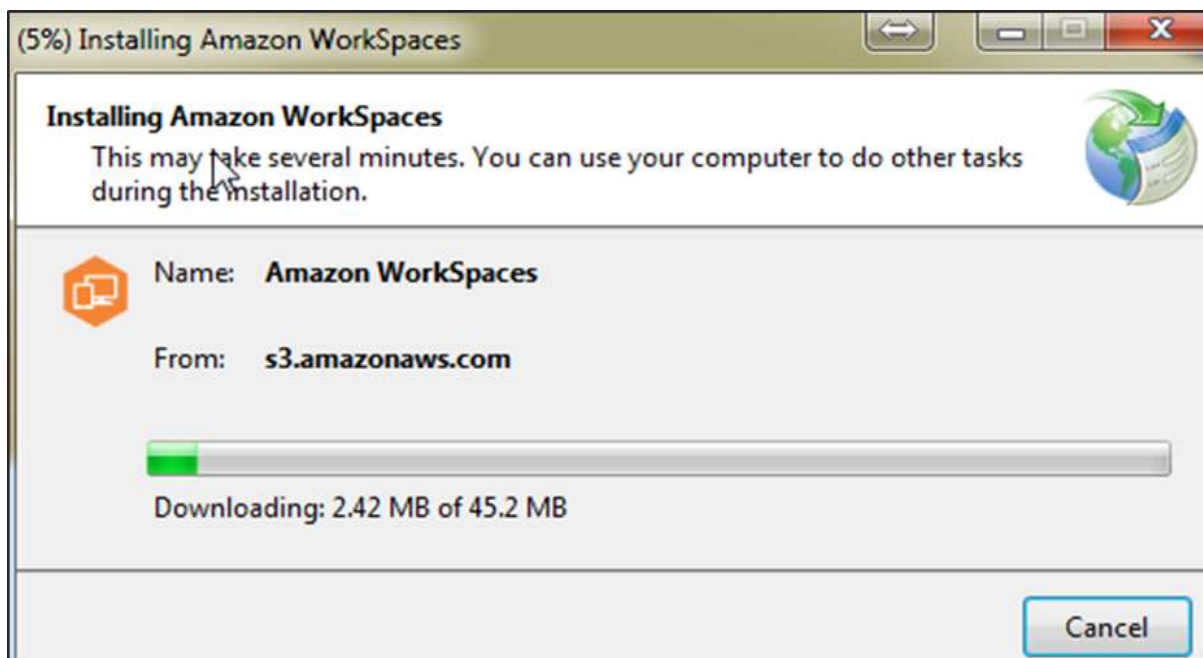 (5%) Installing Amazon WorkSpaces
Installing Amazon WorkSpaces
This may take several minutes. You can use your computer to do other tasks
during the installation.
Name: Amazon WorkSpaces
From: s3.amazonaws.com
Downloading: 2.42 MB of 45.2 MB
Cancel